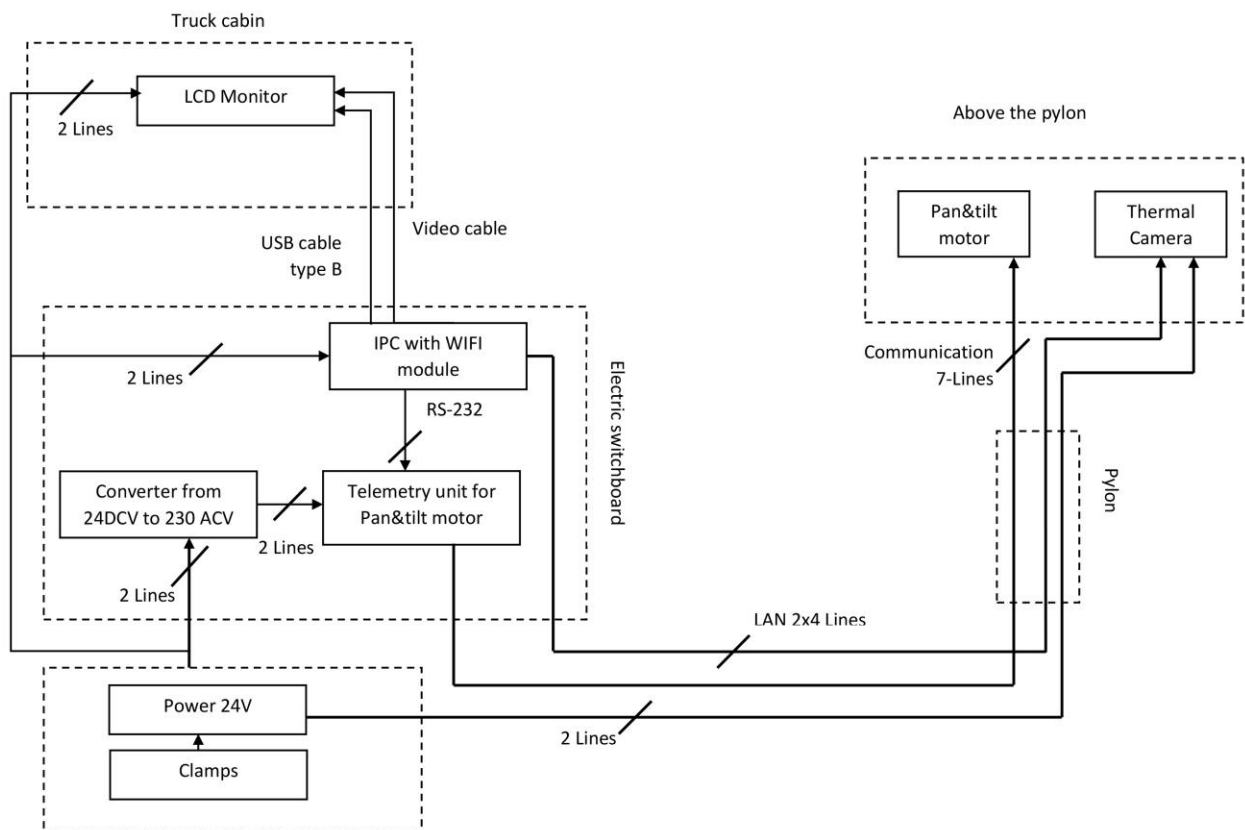 Truck cabin
LCD Monitor
2 Lines
Above the pylon
Pan&tilt
motor
Thermal
Camera
Video cable
USB cable
type B
IPC with WIFI
module
2 Lines
Communication
7-Lines
RS-232
Electric switchboard
Converter from
24DCV to 230 ACV
Telemetry unit for
Pan&tilt motor
Pylon
2 Lines
2 Lines
LAN 2x4 Lines
Power 24V
2 Lines
Clamps